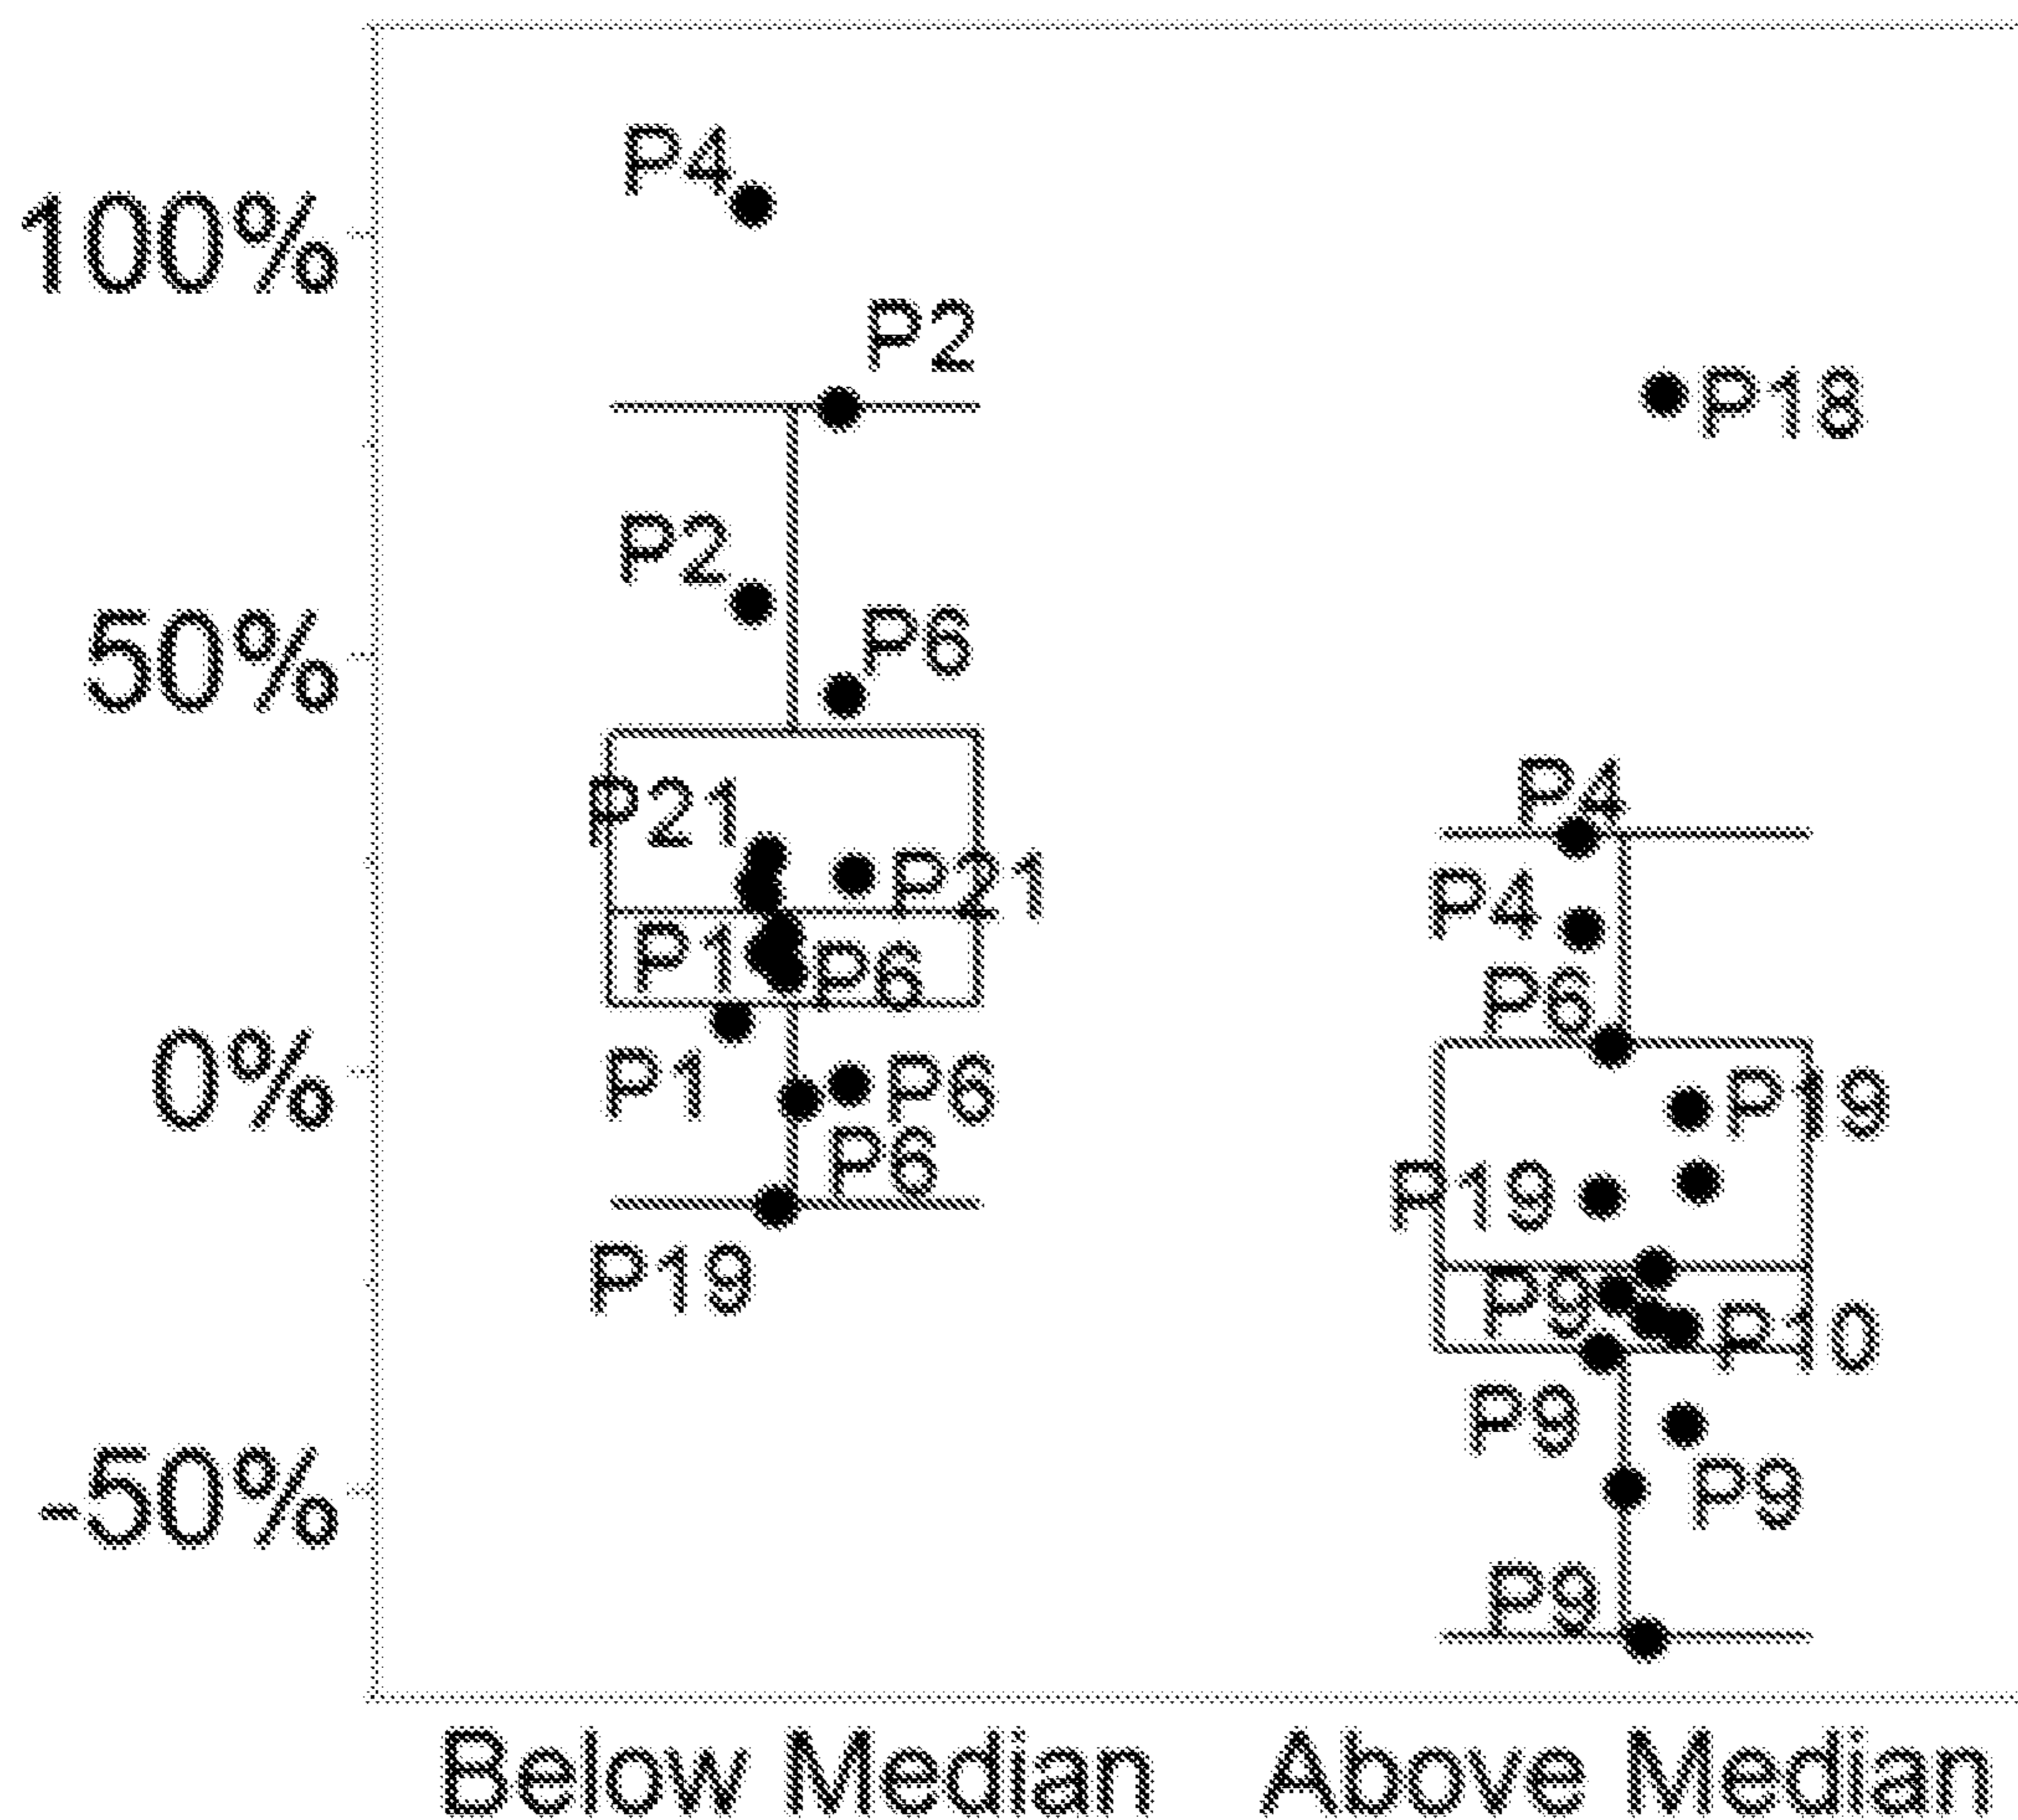 P4
100%
P2
P18
P2
50%
P6
P4
P21
P21
P4
P1
P6
P6
0%
P1
P6
P19
P6
P19
P19
P9
P10
P9
-50%
P9
P9
Below Median
Above Median